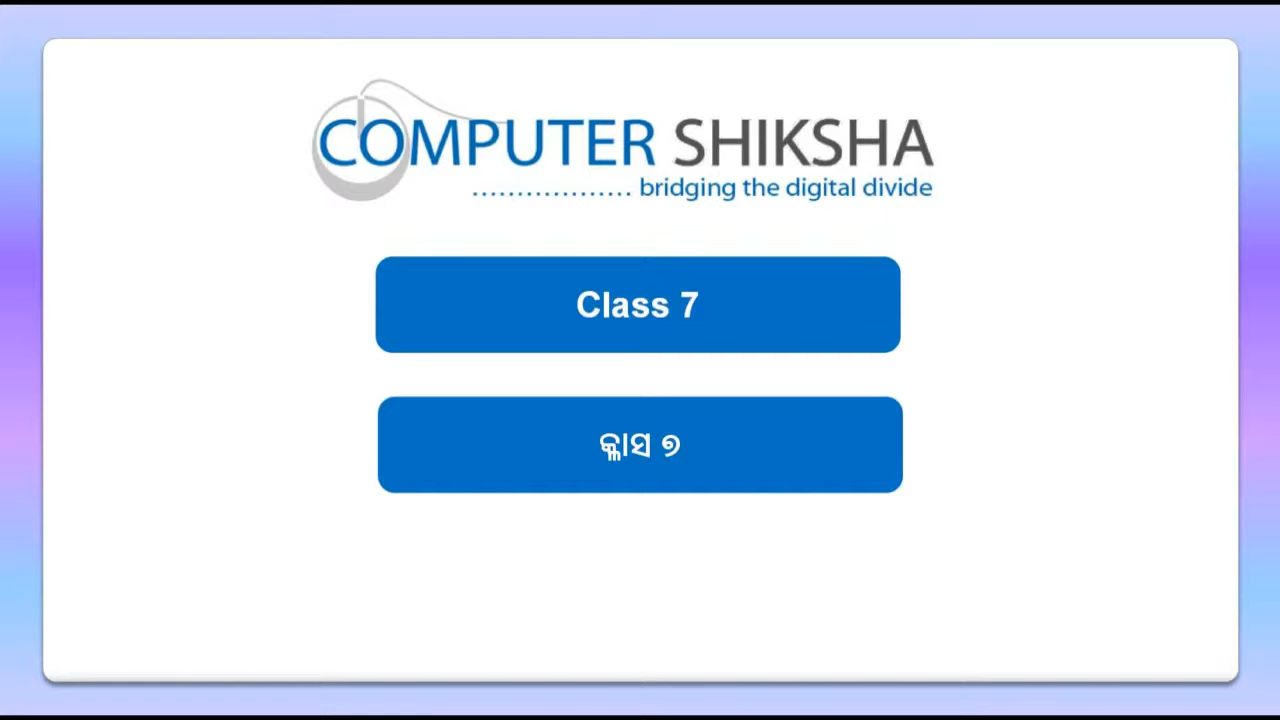 COMPUTER SHIKSHA
.................. bridging the digital divide
Class 7
କ୍ଲାସ ୭